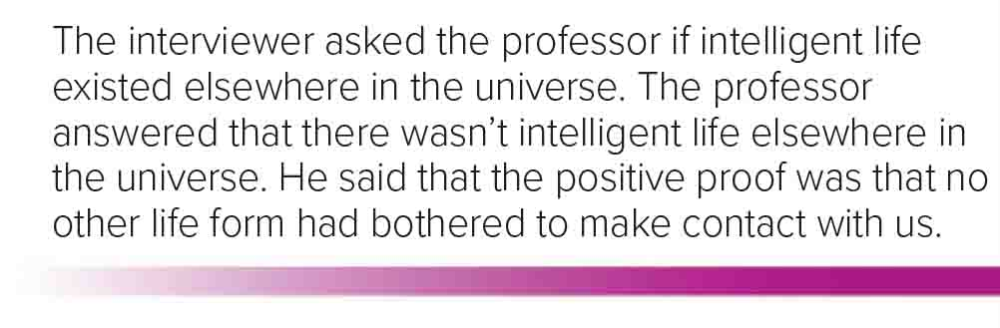 The interviewer asked the professor if intelligent life
existed elsewhere in the universe. The professor
answered that there wasn’t intelligent life elsewhere in
the universe. He said that the positive proof was that no
other life form had bothered to make contact with us.